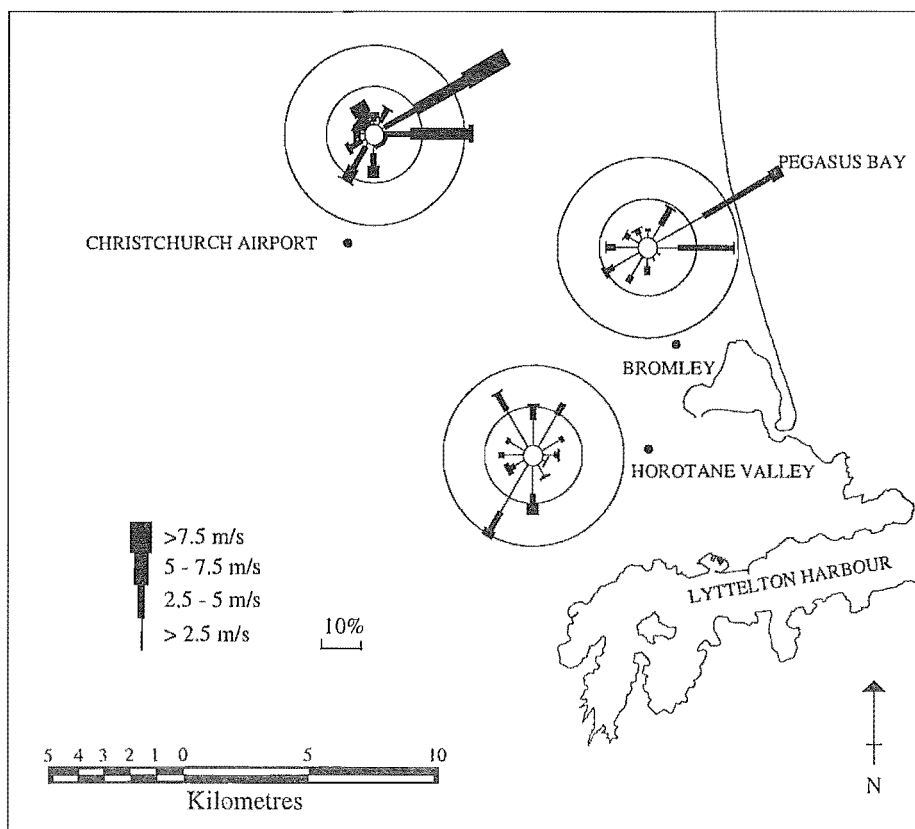 PEGASUS BAY
CHRISTCHURCH AIRPORT
BROMLEY
HOROTANE VALLEY
>7.5 m/s
5 - 7.5 m/s
2.5 - 5 m/s
> 2.5 m/s
10%
LYTTELTON HARBOUR
5 4 3 2 1 0 5 10
Kilometres
N